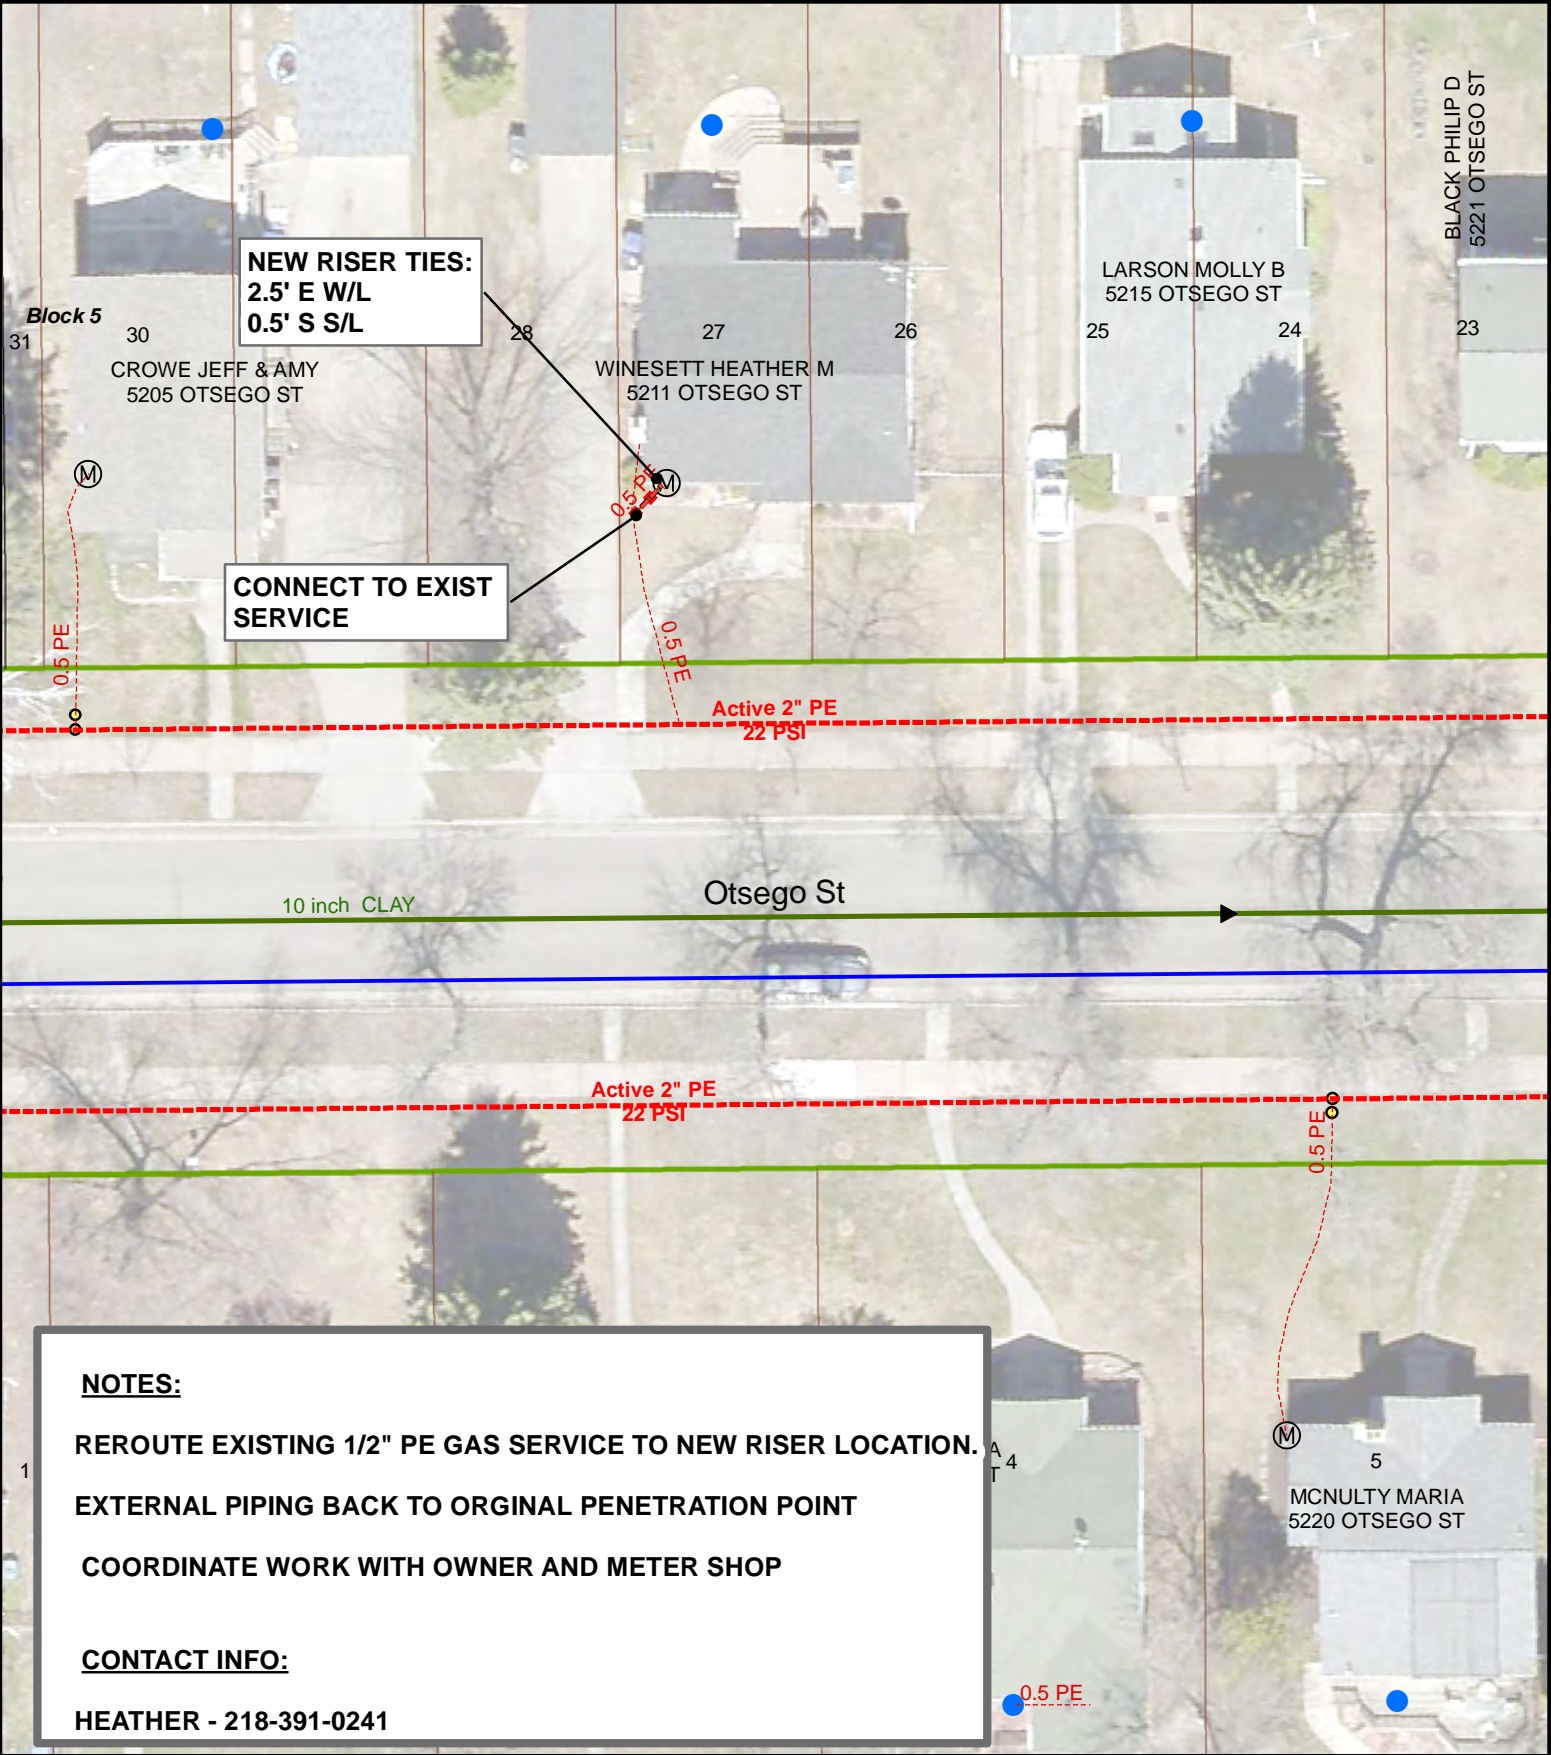 BLACK PHILIP D
5221 OTSEGO ST
NEW RISER TIES:
2.5' E W/L
0.5' S S/L
LARSON MOLLY B
5215 OTSEGO ST
Block 5
31
30
28
27
26
25
24
23
CROWE JEFF & AMY
5205 OTSEGO ST
WINESETT HEATHER M
5211 OTSEGO ST
M
M
0.5 PE
CONNECT TO EXIST
SERVICE
0.5 PE
0.5 PE
Active 2" PE
22 PSI
Otsego St
10 inch CLAY
Active 2" PE
22 PSI
0.5 PE
NOTES:
REROUTE EXISTING 1/2" PE GAS SERVICE TO NEW RISER LOCATION.
EXTERNAL PIPING BACK TO ORGINAL PENETRATION POINT
COORDINATE WORK WITH OWNER AND METER SHOP
CONTACT INFO:
HEATHER - 218-391-0241
1
A
T
4
M
5
MCNULTY MARIA
5220 OTSEGO ST
0.5 PE